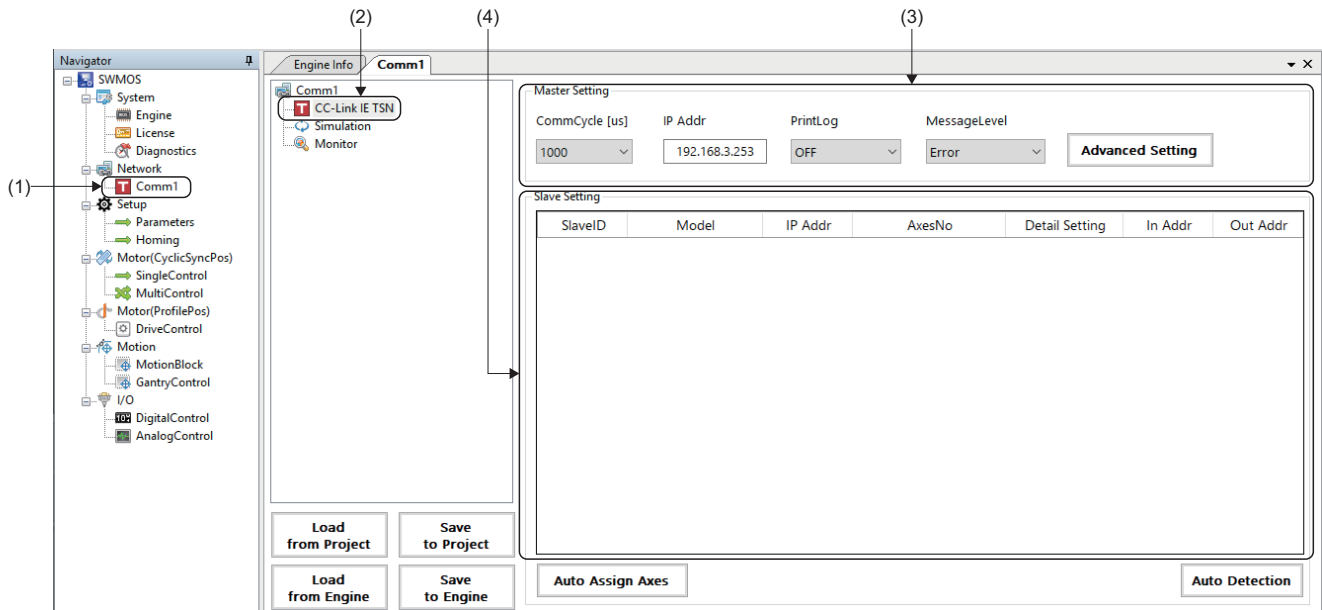 (2)
(4)
(3)
Navigator
SWMOS
System
Engine
License
Diagnostics
Network
(1)
Comm1
Setup
Parameters
Homing
Motor(CyclicSyncPos)
SingleControl
MultiControl
Motor(ProfilePos)
DriveControl
Motion
MotionBlock
GantryControl
I/O
DigitalControl
AnalogControl
Engine Info
Comm1
Comm1
T CC-Link IE TSN
Simulation
Monitor
Load
from Project
Save
to Project
Load
from Engine
Save
to Engine
Master Setting
CommCycle [us] IP Addr PrintLog MessageLevel
1000 192.168.3.253 OFF Error Advanced Setting
Slave Setting
SlaveID Model IP Addr AxesNo Detail Setting In Addr Out Addr
Auto Assign Axes
Auto Detection